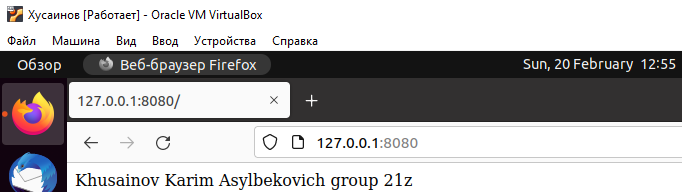 Хусаинов [Работает] - Oracle VM VirtualBox
Файл Машина Вид Ввод Устройства Справка
Обзор Веб-браузер Firefox Sun, 20 February 12:55
127.0.0.1:8080/
127.0.0.1:8080
Khusainov Karim Asylbekovich group 21z